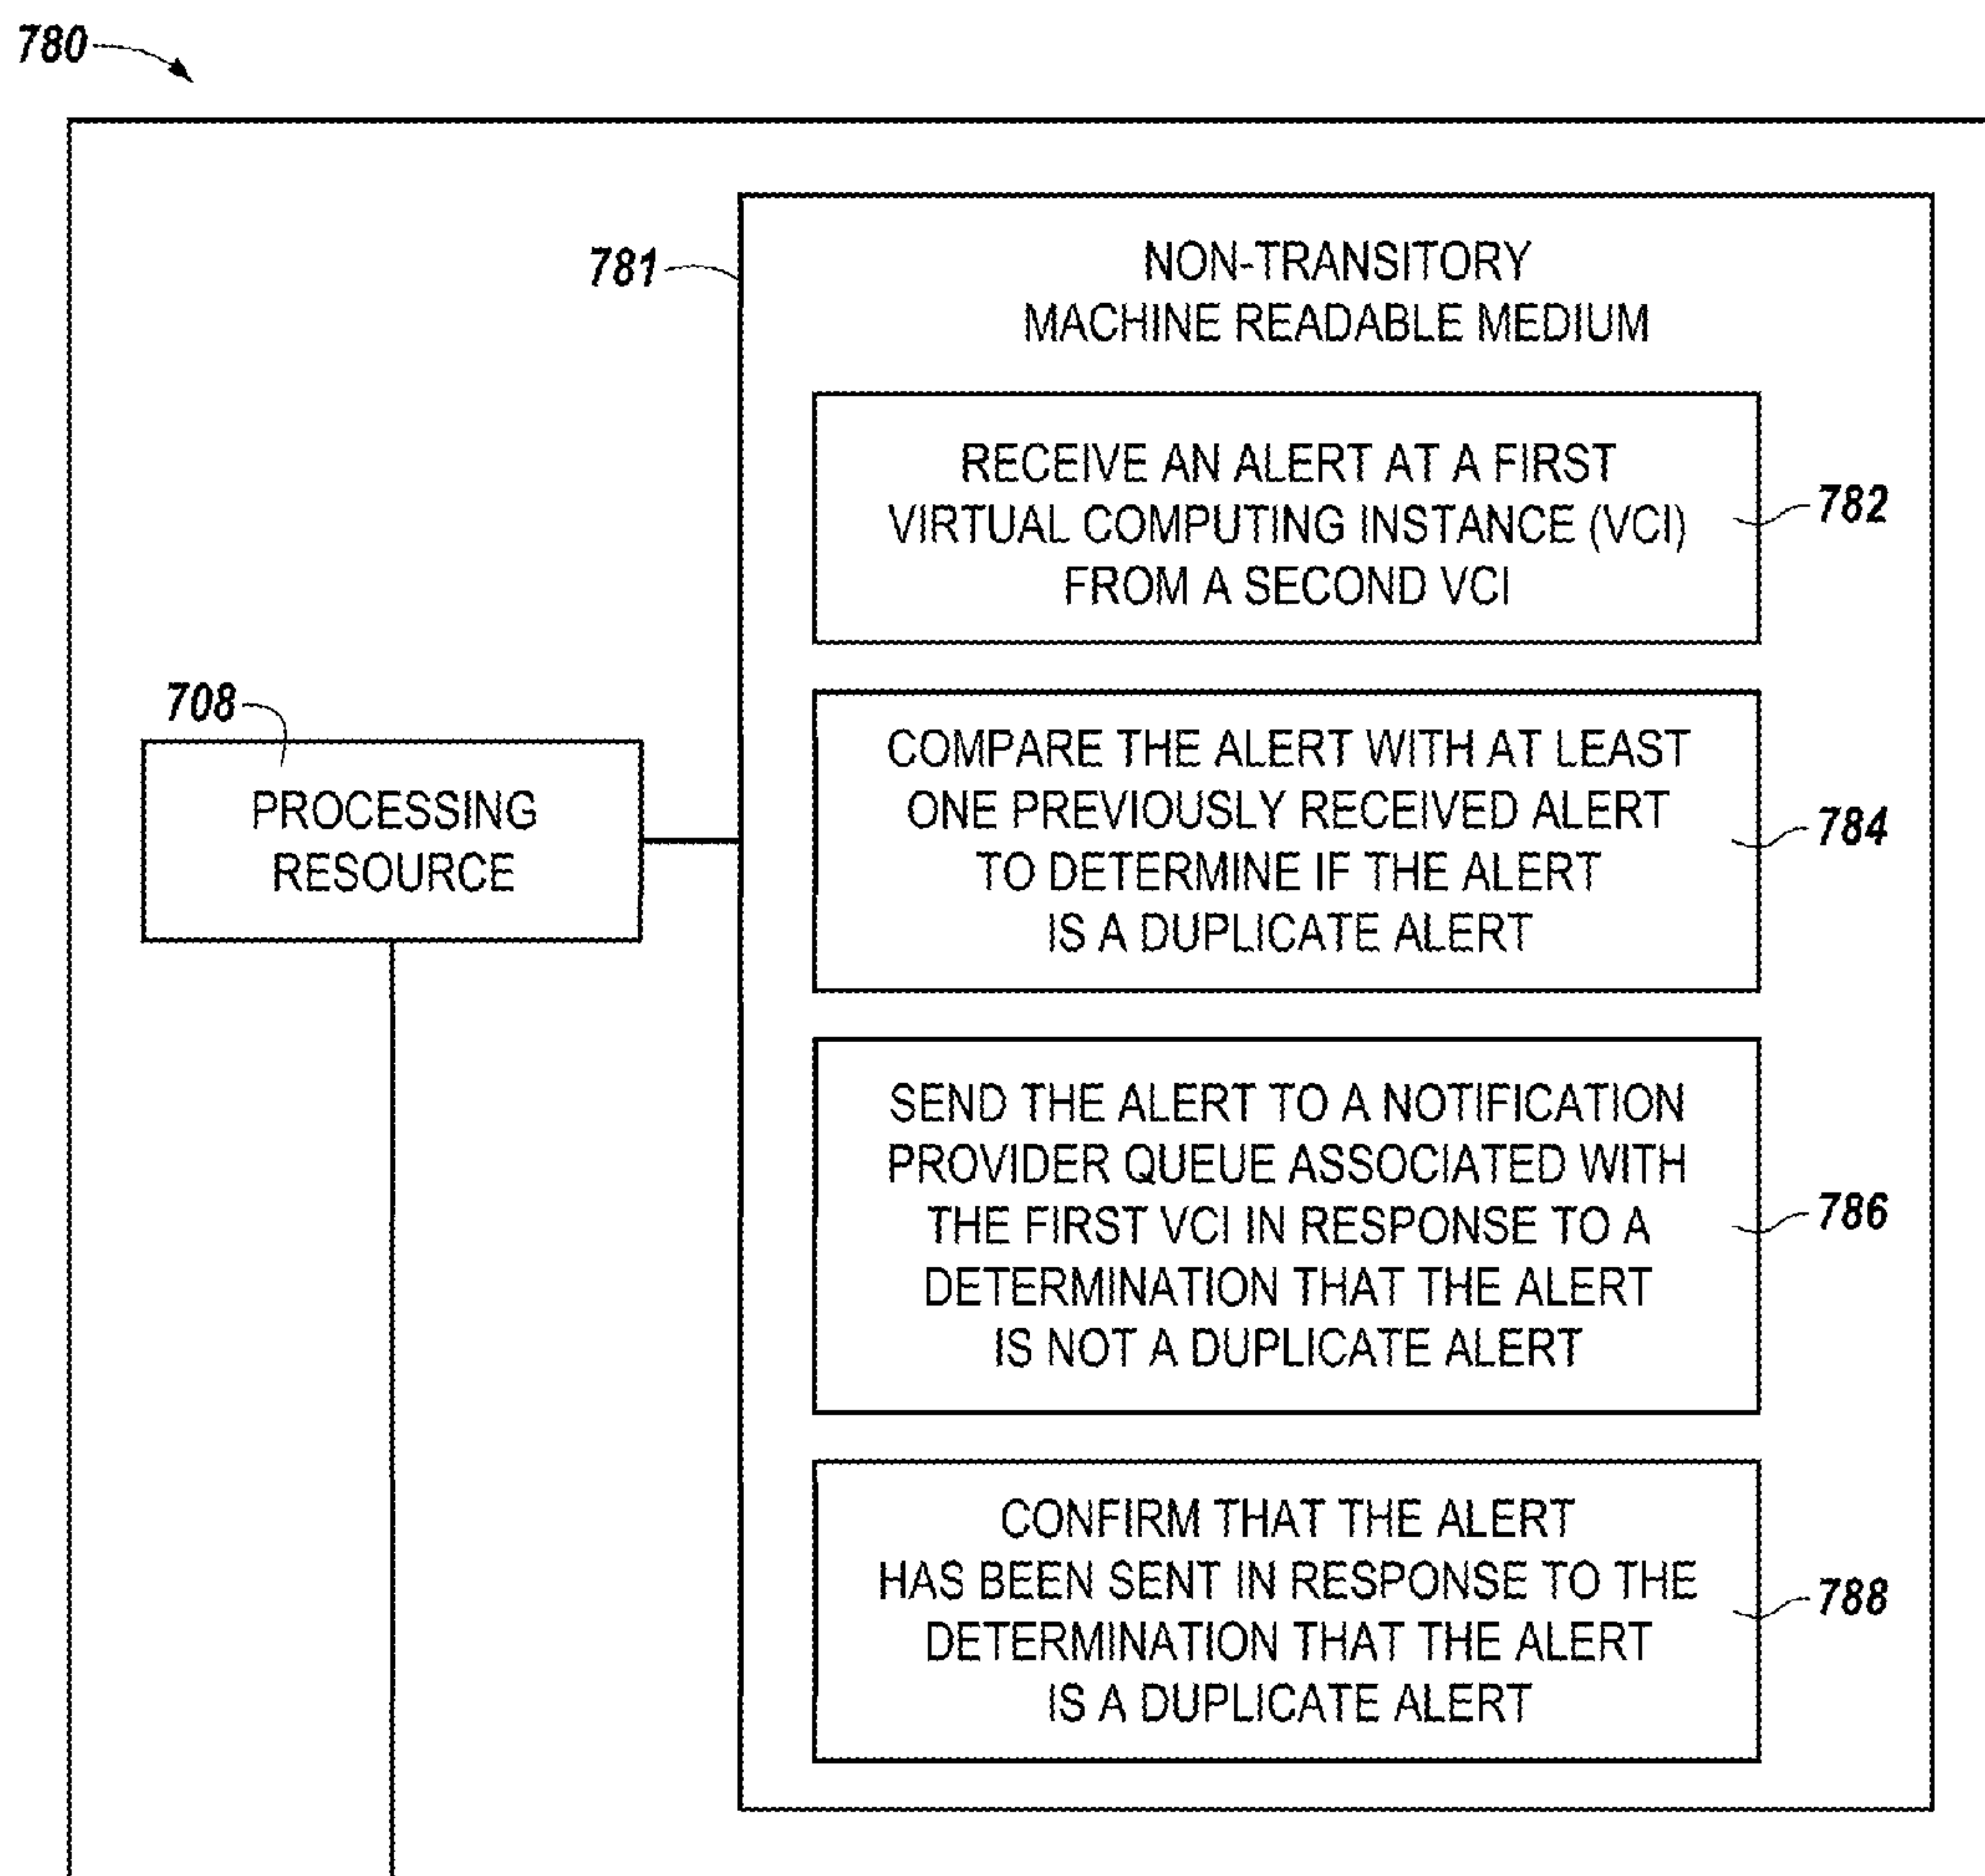 780
781
NON-TRANSITORY
MACHINE READABLE MEDIUM
RECEIVE AN ALERT AT A FIRST
VIRTUAL COMPUTING INSTANCE (VCI)
FROM A SECOND VCI
782
708
PROCESSING
RESOURCE
COMPARE THE ALERT WITH AT LEAST
ONE PREVIOUSLY RECEIVED ALERT
TO DETERMINE IF THE ALERT
IS A DUPLICATE ALERT
784
SEND THE ALERT TO A NOTIFICATION
PROVIDER QUEUE ASSOCIATED WITH
THE FIRST VCI IN RESPONSE TO A
DETERMINATION THAT THE ALERT
IS NOT A DUPLICATE ALERT
786
CONFIRM THAT THE ALERT
HAS BEEN SENT IN RESPONSE TO THE
DETERMINATION THAT THE ALERT
IS A DUPLICATE ALERT
788